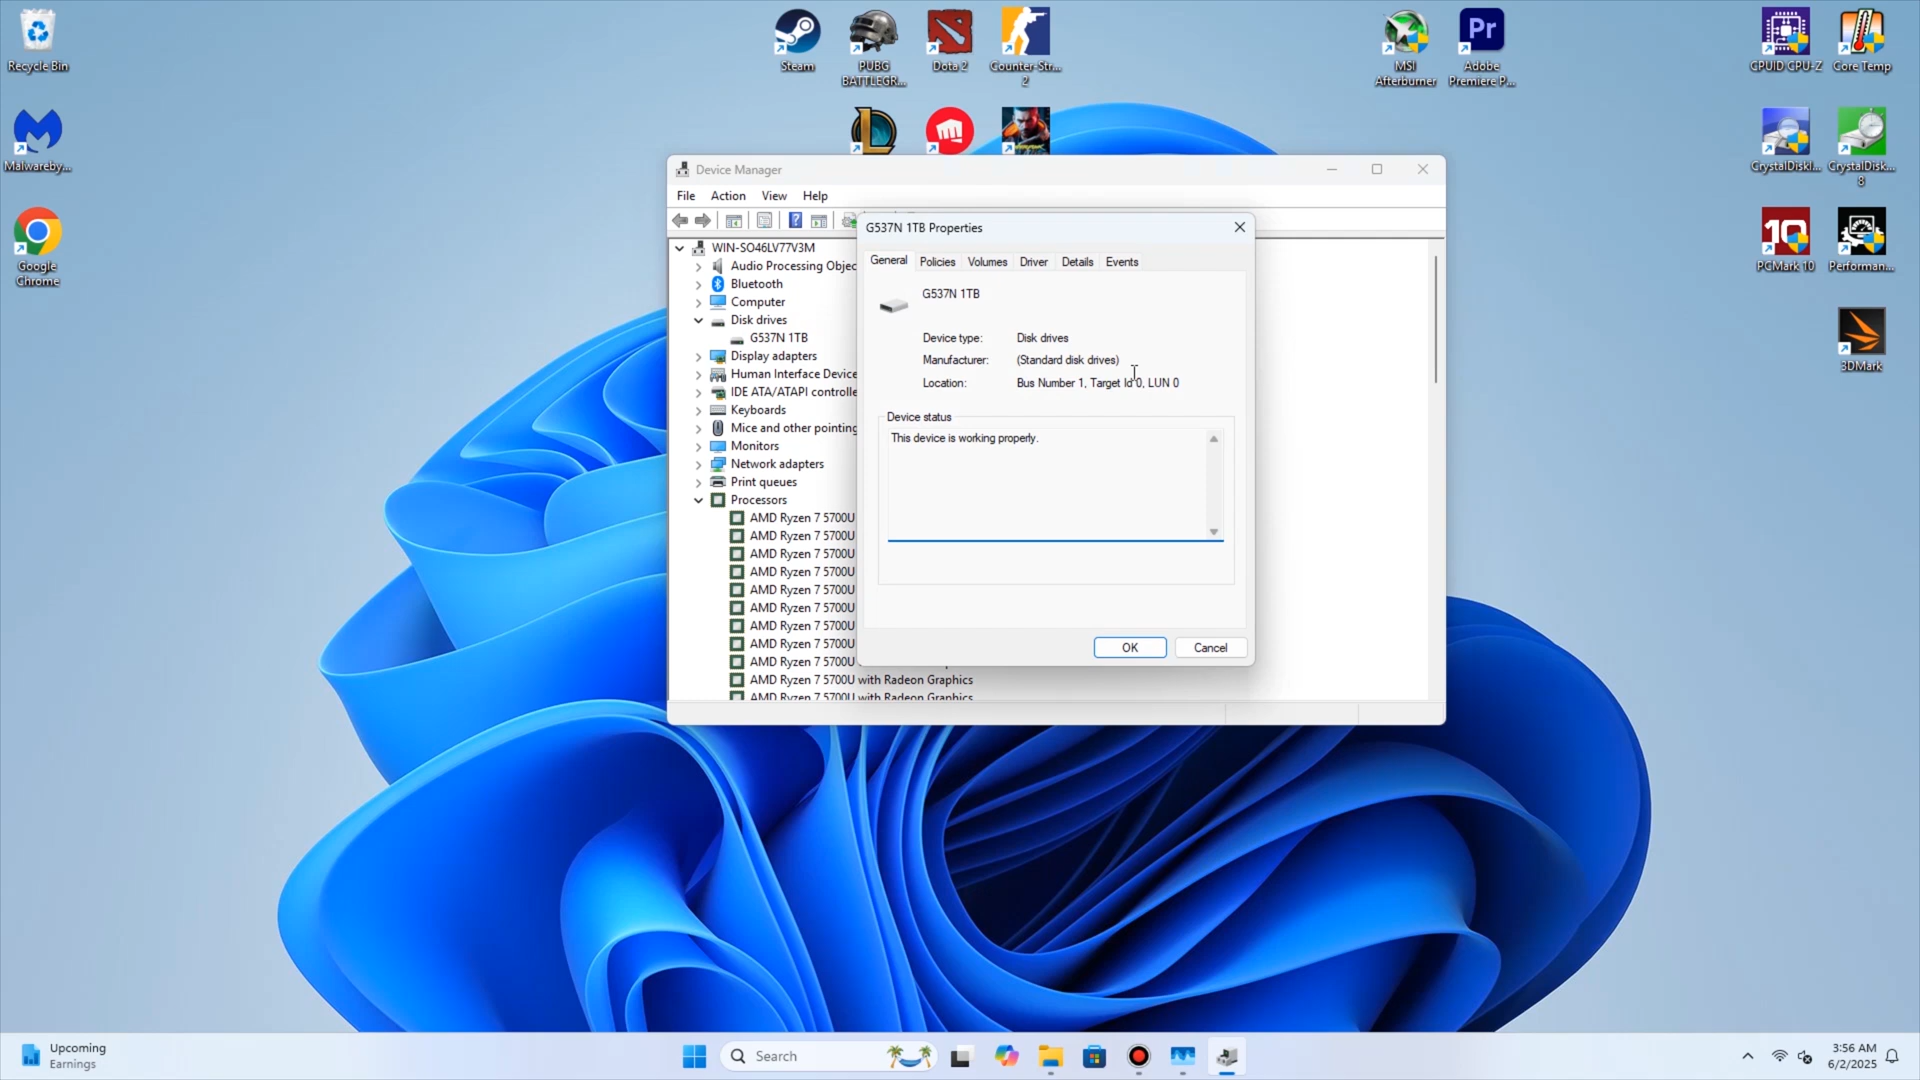 Recycle Bin
Steam
PUBG
BATTLEGR...
Dota 2
Counter-Str...
2
MSI
Afterburner
Pr
Adobe
Premiere P...
CPUID CPU-Z
Core Temp
Malwareby...
CrystalDiskI...
CrystalDisk...
8
Google
Chrome
10
PCMark 10
Performan...
3DMark
Device Manager
File
Action
View
Help
WIN-SO46LV77V3M
Audio Processing Objec
Bluetooth
Computer
Disk drives
G537N 1TB
Display adapters
Human Interface Device
IDE ATA/ATAPI controlle
Keyboards
Mice and other pointing
Monitors
Network adapters
Print queues
Processors
AMD Ryzen 7 5700U
AMD Ryzen 7 5700U
AMD Ryzen 7 5700U
AMD Ryzen 7 5700U
AMD Ryzen 7 5700U
AMD Ryzen 7 5700U
AMD Ryzen 7 5700U
AMD Ryzen 7 5700U
AMD Ryzen 7 5700U
AMD Ryzen 7 5700U with Radeon Graphics
AMD Ryzen 7 5700U with Radeon Graphics
G537N 1TB Properties
General
Policies
Volumes
Driver
Details
Events
G537N 1TB
Device type: Disk drives
Manufacturer: (Standard disk drives)
Location: Bus Number 1, Target Id 0, LUN 0
Device status
This device is working properly.
OK
Cancel
Upcoming
Earnings
Search
3:56 AM
6/2/2025